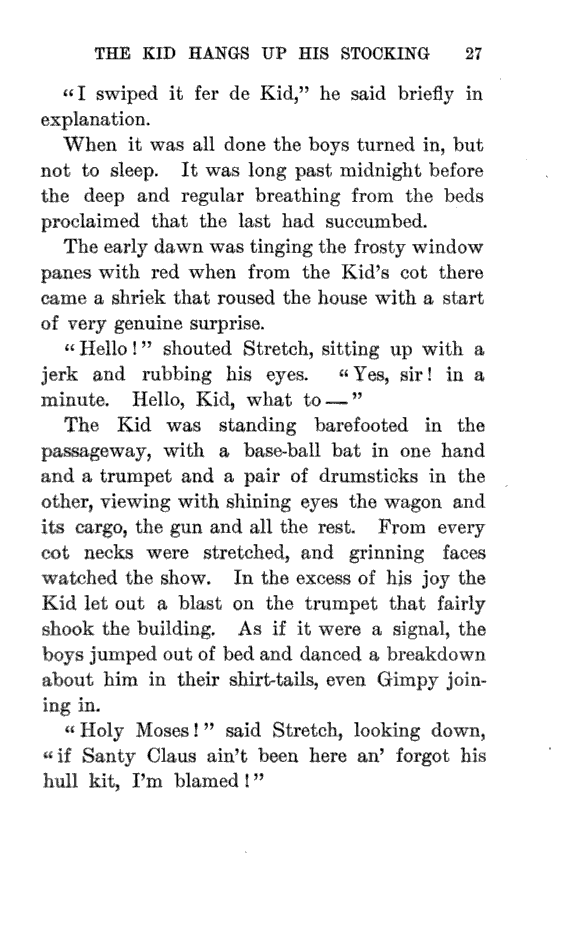 THE KID HANGS UP HIS STOCKING 27
“I swiped it fer de Kid,” he said briefly in
explanation.
When it was all done the boys turned in, but
not to sleep. It was long past midnight before
the deep and regular breathing from the beds
proclaimed that the last had succumbed.
The early dawn was tinging the frosty window
panes with red when from the Kid’s cot there
came a shriek that roused the house with a start
of very genuine surprise.
“Hello!” shouted Stretch, sitting up with a
jerk and rubbing his eyes. “Yes, sir! in a
minute. Hello, Kid, what to—”
The Kid was standing barefooted in the
passageway, with a base-ball bat in one hand
and a trumpet and a pair of drumsticks in the
other, viewing with shining eyes the wagon and
its cargo, the gun and all the rest. From every
cot necks were stretched, and grinning faces
watched the show. In the excess of his joy the
Kid let out a blast on the trumpet that fairly
shook the building. As if it were a signal, the
boys jumped out of bed and danced a breakdown
about him in their shirt-tails, even Gimpy join-
ing in.
“Holy Moses!” said Stretch, looking down,
“if Santy Claus ain’t been here an’ forgot his
hull kit, I’m blamed!”